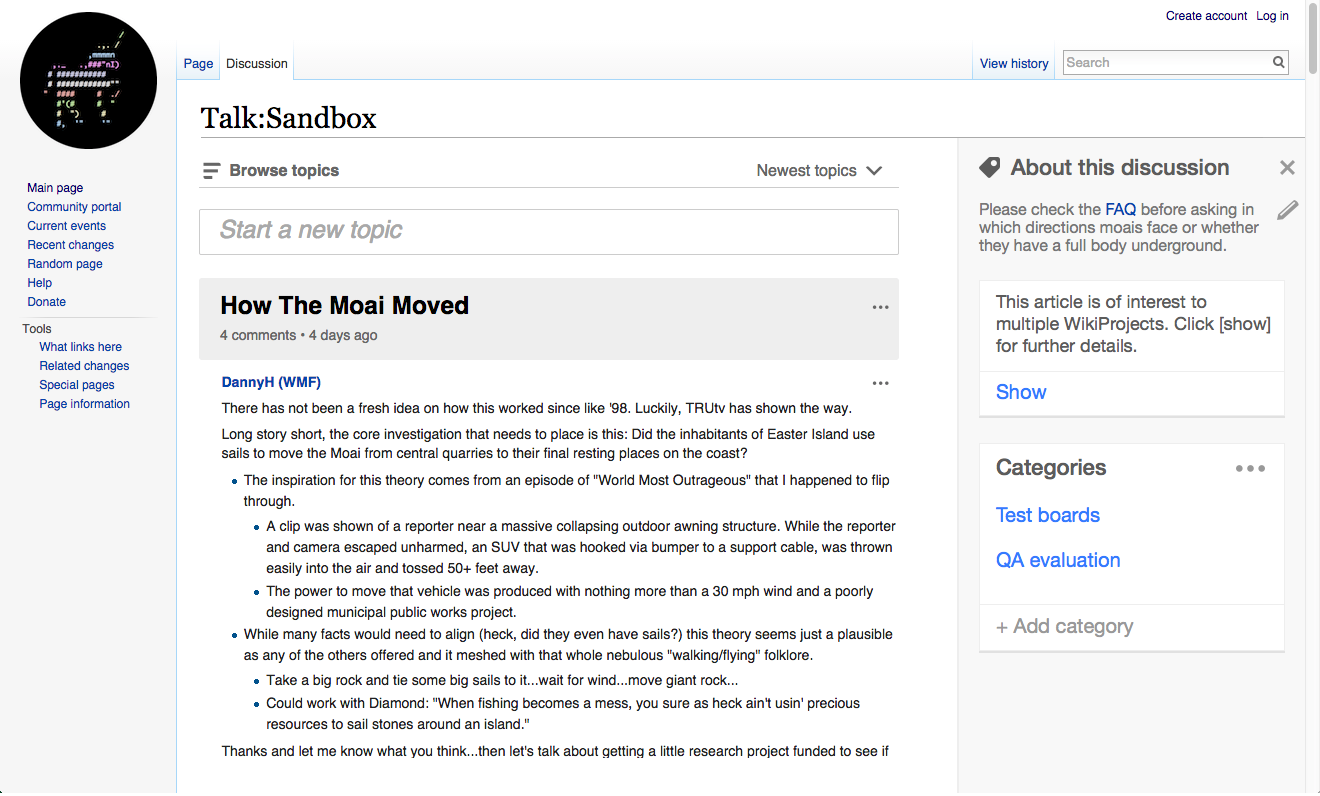 Create account Log in
Page Discussion View history Search
Talk:Sandbox
Main page
Community portal
Current events
Recent changes
Random page
Help
Donate
Tools
What links here
Related changes
Special pages
Page information
Browse topics Newest topics
Start a new topic
How The Moai Moved
4 comments • 4 days ago
DannyH (WMF)
There has not been a fresh idea on how this worked since like '98. Luckily, TRUtv has shown the way.
Long story short, the core investigation that needs to place is this: Did the inhabitants of Easter Island use
sails to move the Moai from central quarries to their final resting places on the coast?
• The inspiration for this theory comes from an episode of "World Most Outrageous" that I happened to flip
through.
• A clip was shown of a reporter near a massive collapsing outdoor awning structure. While the reporter
and camera escaped unharmed, an SUV that was hooked via bumper to a support cable, was thrown
easily into the air and tossed 50+ feet away.
• The power to move that vehicle was produced with nothing more than a 30 mph wind and a poorly
designed municipal public works project.
• While many facts would need to align (heck, did they even have sails?) this theory seems just a plausible
as any of the others offered and it meshed with that whole nebulous "walking/flying" folklore.
• Take a big rock and tie some big sails to it...wait for wind...move giant rock...
• Could work with Diamond: "When fishing becomes a mess, you sure as heck ain't usin' precious
resources to sail stones around an island."
Thanks and let me know what you think...then let's talk about getting a little research project funded to see if
About this discussion
Please check the FAQ before asking in
which directions moais face or whether
they have a full body underground.
This article is of interest to
multiple WikiProjects. Click [show]
for further details.
Show
Categories
Test boards
QA evaluation
+ Add category